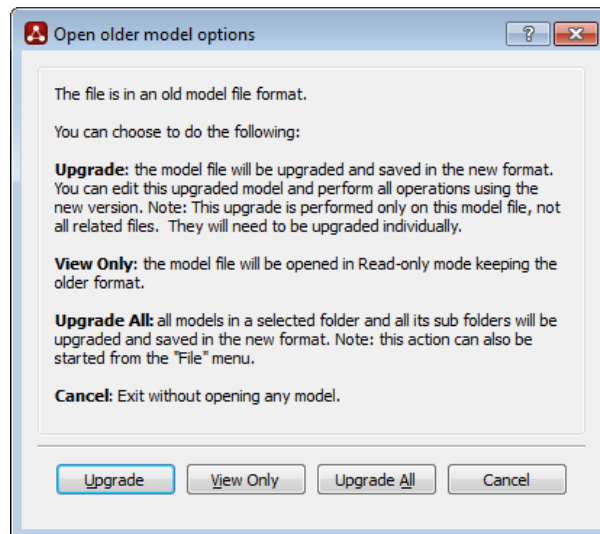 Open older model options
The file is in an old model file format.
You can choose to do the following:
Upgrade: the model file will be upgraded and saved in the new format.
You can edit this upgraded model and perform all operations using the
new version. Note: This upgrade is performed only on this model file, not
all related files.  They will need to be upgraded individually.
View Only: the model file will be opened in Read-only mode keeping the
older format.
Upgrade All: all models in a selected folder and all its sub folders will be
upgraded and saved in the new format. Note: this action can also be
started from the "File" menu.
Cancel: Exit without opening any model.
Upgrade View Only Upgrade All Cancel